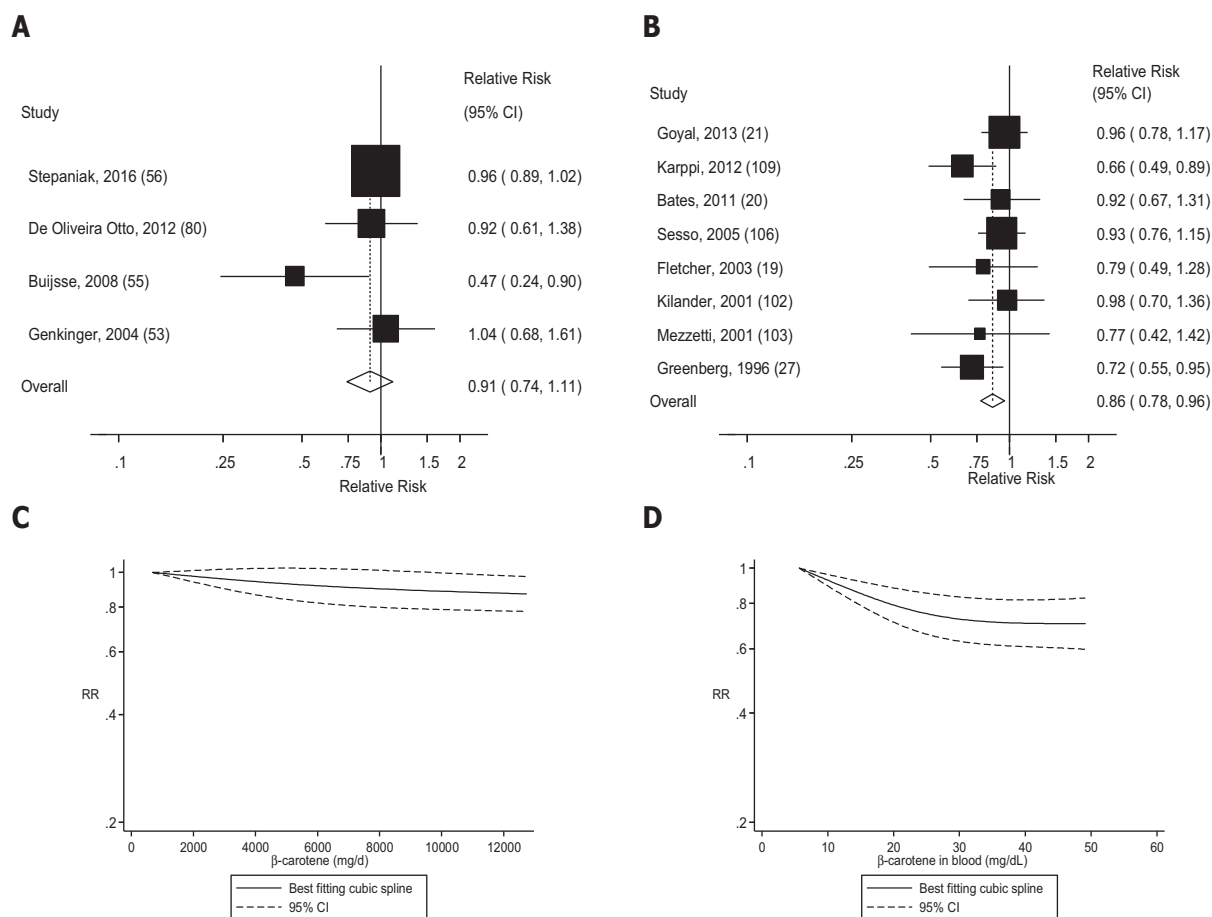 A
Relative Risk
Study
(95% CI)
Stepaniak, 2016 (56)
0.96 ( 0.89, 1.02)
De Oliveira Otto, 2012 (80)
0.92 ( 0.61, 1.38)
Buijsse, 2008 (55)
0.47 ( 0.24, 0.90)
Genkinger, 2004 (53)
1.04 ( 0.68, 1.61)
Overall
0.91 ( 0.74, 1.11)
.1 .25 .5 .75 1 1.5 2
Relative Risk
B
Relative Risk
Study
(95% CI)
Goyal, 2013 (21)
0.96 ( 0.78, 1.17)
Karppi, 2012 (109)
0.66 ( 0.49, 0.89)
Bates, 2011 (20)
0.92 ( 0.67, 1.31)
Sesso, 2005 (106)
0.93 ( 0.76, 1.15)
Fletcher, 2003 (19)
0.79 ( 0.49, 1.28)
Kilander, 2001 (102)
0.98 ( 0.70, 1.36)
Mezzetti, 2001 (103)
0.77 ( 0.42, 1.42)
Greenberg, 1996 (27)
0.72 ( 0.55, 0.95)
Overall
0.86 ( 0.78, 0.96)
.1 .25 .5 .75 1 1.5 2
Relative Risk
C
1
.8
.6
RR
.4
.2
0 2000 4000 6000 8000 10000 12000
β-carotene (mg/d)
Best fitting cubic spline
95% CI
D
1
.8
.6
RR
.4
.2
0 10 20 30 40 50 60
β-carotene in blood (mg/dL)
Best fitting cubic spline
95% CI